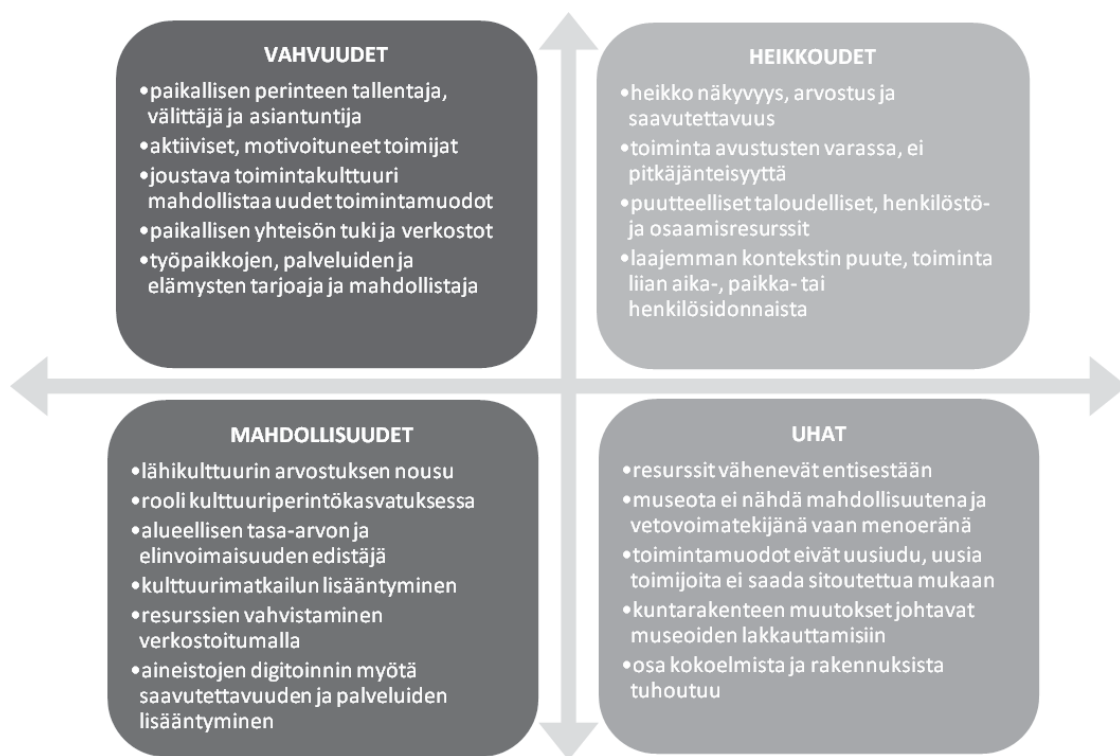 VAHVUUDET
•paikallisen perinteen tallentaja,
välittäjä ja asiantuntija
•aktiiviset, motivoituneet toimijat
•joustava toimintakulttuuri
mahdollistaa uudet toimintamuodot
•paikallisen yhteisön tuki ja verkostot
•työpaikkojen, palveluiden ja
elämysten tarjoaja ja mahdollistaja
HEIKKOUDET
•heikko näkyvyys, arvostus ja
saavutettavuus
•toiminta avustusten varassa, ei
pitkäjänteisyyttä
•puutteelliset taloudelliset, henkilöstö-
ja osaamisresurssit
•laajemman kontekstin puute, toiminta
liian aika-, paikka- tai
henkilösidonnaista
MAHDOLLISUUDET
•lähikulttuurin arvostuksen nousu
•rooli kulttuuriperintökasvatuksessa
•alueellisen tasa-arvon ja
elinvoimaisuuden edistäjä
•kulttuurimatkailun lisääntyminen
•resurssien vahvistaminen
verkostoitumalla
•aineistojen digitoinnin myötä
saavutettavuuden ja palveluiden
lisääntyminen
UHAT
•resurssit vähenevät entisestään
•museota ei nähdä mahdollisuutena ja
vetovoimatekijänä vaan menoeränä
•toimintamuodot eivät uusiudu, uusia
toimijoita ei saada sitoutettua mukaan
•kuntarakenteen muutokset johtavat
museoiden lakkauttamisiin
•osa kokoelmista ja rakennuksista
tuhoutuu